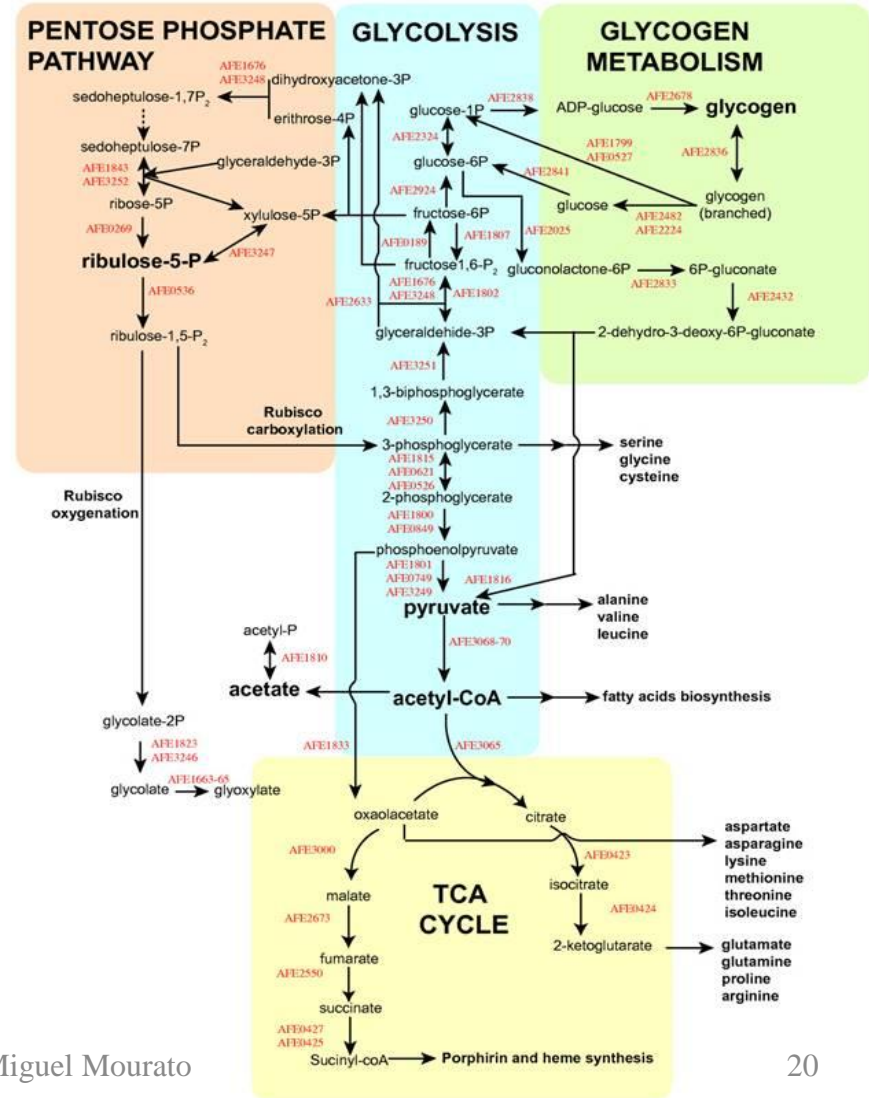 PENTOSE PHOSPHATE
PATHWAY
AFE1676
AFE3248
dihydroxyacetone-3P
sedoheptulose-1,7P₂
erithrose-4P
sedoheptulose-7P
AFE1843
AFE3252
glyceraldehyde-3P
ribose-5P
xylulose-5P
AFE0269
ribulose-5-P
AFE3247
AFE0536
ribulose-1,5-P₂
Rubisco
carboxylation
Rubisco
oxygenation
GLYCOLYSIS
glucose-1P
AFE2838
AFE2324
glucose-6P
AFE2841
AFE2924
fructose-6P
AFE0189
AFE1807
AFE2025
fructose1,6-P₂
AFE1676
AFE3248
AFE1802
AFE2633
glyceraldehide-3P
AFE3251
1,3-biphosphoglycerate
AFE3250
3-phosphoglycerate
serine
glycine
cysteine
AFE1815
AFE0621
AFE0526
2-phosphoglycerate
AFE1800
AFE0849
phosphoenolpyruvate
AFE1801
AFE0749
AFE3249
AFE1816
pyruvate
alanine
valine
leucine
AFE3068-70
acetyl-P
AFE1810
acetate
acetyl-CoA
fatty acids biosynthesis
AFE1833
AFE3065
GLYCOGEN
METABOLISM
ADP-glucose
AFE2678
glycogen
AFE1799
AFE0527
AFE2836
glucose
AFE2482
AFE2224
glycogen
(branched)
gluconolactone-6P
AFE2833
6P-gluconate
AFE2432
2-dehydro-3-deoxy-6P-gluconate
glycolate-2P
AFE1823
AFE3246
glycolate
AFE1663-65
glyoxylate
oxaolacetate
citrate
AFE3000
AFE0423
aspartate
asparagine
lysine
methionine
threonine
isoleucine
malate
TCA
CYCLE
isocitrate
AFE2673
AFE0424
fumarate
2-ketoglutarate
glutamate
glutamine
proline
arginine
AFE2550
succinate
AFE0427
AFE0425
Sucinyl-coA
Porphirin and heme synthesis
Miguel Mourato
20